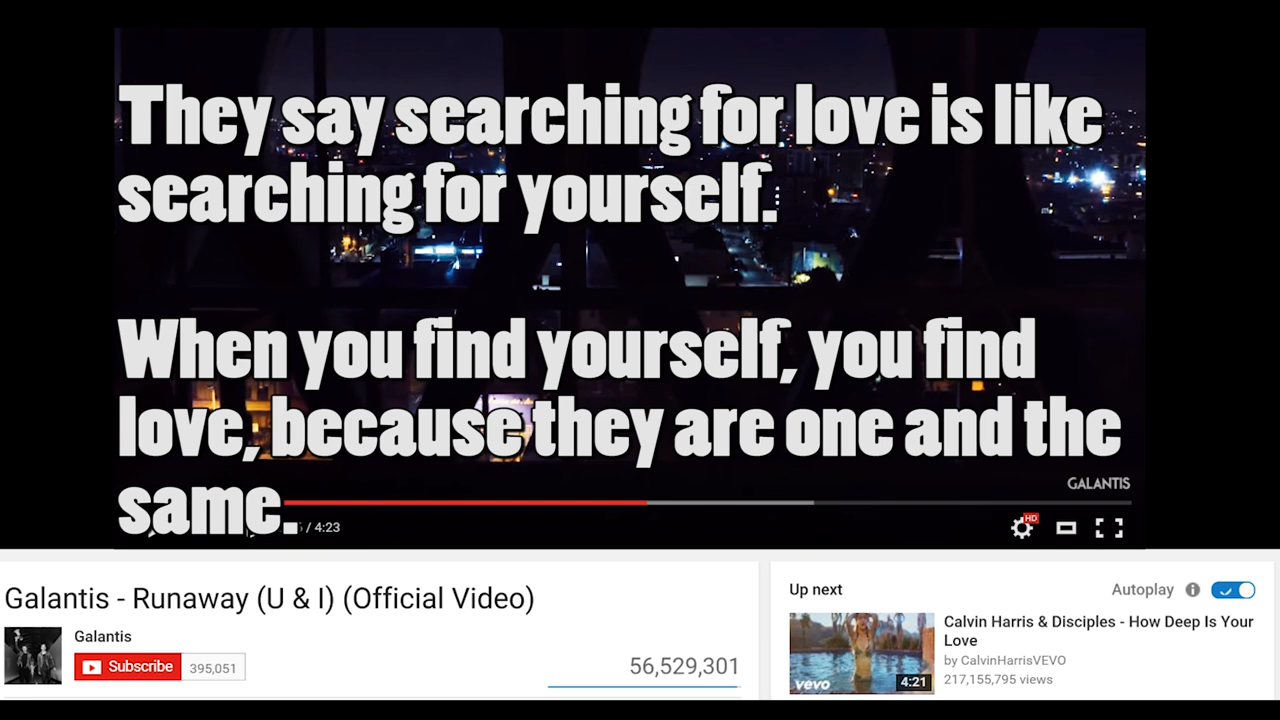 They say searching for love is like
searching for yourself.
When you find yourself, you find
love, because they are one and the
same.
GALANTIS
/ 4:23
HD
Galantis - Runaway (U & I) (Official Video)
Galantis
Subscribe 395,051
56,529,301
Up next
Autoplay
Calvin Harris & Disciples - How Deep Is Your
Love
by CalvinHarrisVEVO
217,155,795 views
vevo
4:21